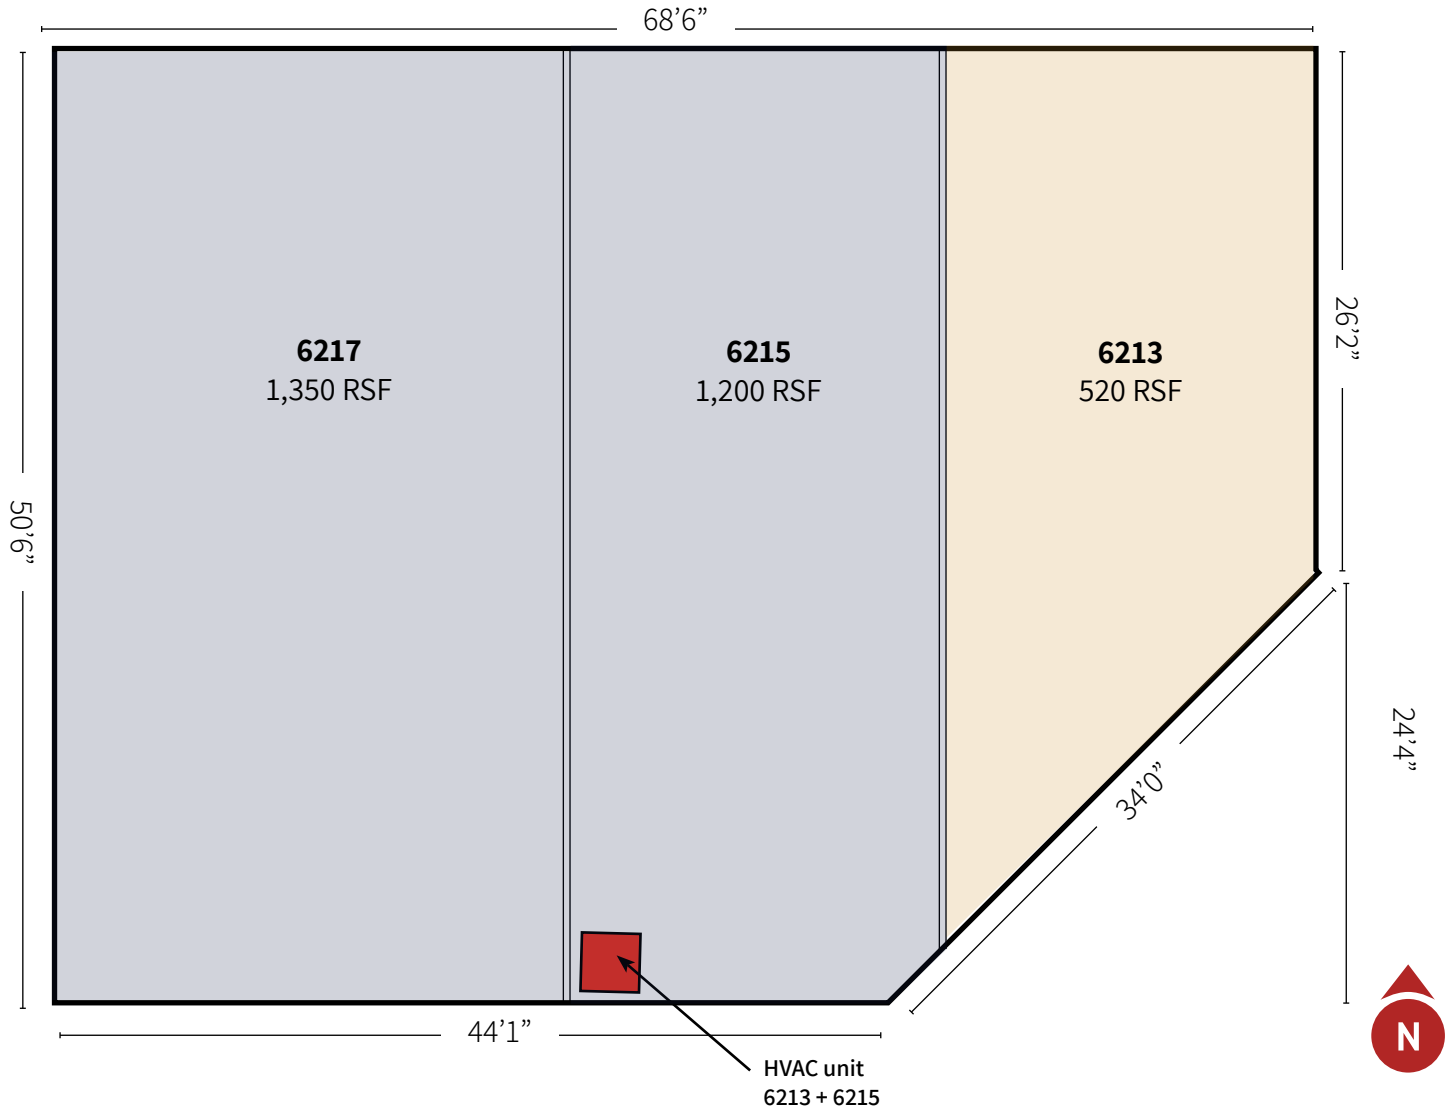 68’6”
6217
1,350 RSF
6215
1,200 RSF
6213
520 RSF
26’2”
50’6”
24’4”
34’0”
44’1”
HVAC unit
6213 + 6215
N